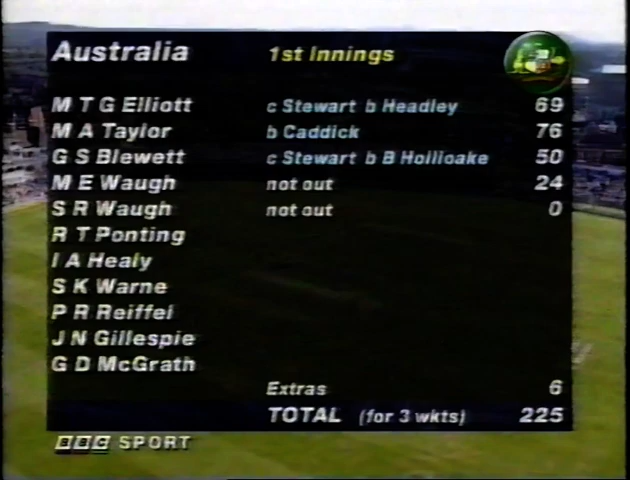 Australia 1st Innings
M T G Elliott c Stewart b Headley 69
M A Taylor b Caddick 76
G S Blewett c Stewart b B Hollioake 50
M E Waugh not out 24
S R Waugh not out 0
R T Ponting
I A Healy
S K Warne
P R Reiffel
J N Gillespie
G D McGrath
Extras 6
TOTAL (for 3 wkts) 225
BBC SPORT